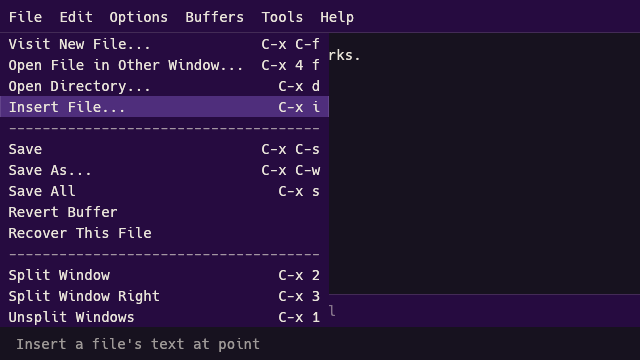 File Edit Options Buffers Tools Help
Visit New File... C-x C-f
rks.
Open File in Other Window... C-x 4 f
Open Directory... C-x d
Insert File... C-x i
-------------------------------------
Save C-x C-s
Save As... C-x C-w
Save All C-x s
Revert Buffer
Recover This File
-------------------------------------
Split Window C-x 2
Split Window Right C-x 3
Unsplit Windows C-x 1
Insert a file's text at point